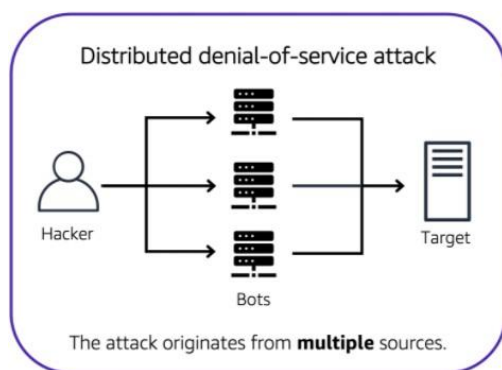 Distributed denial-of-service attack
Hacker
Target
Bots
The attack originates from multiple sources.